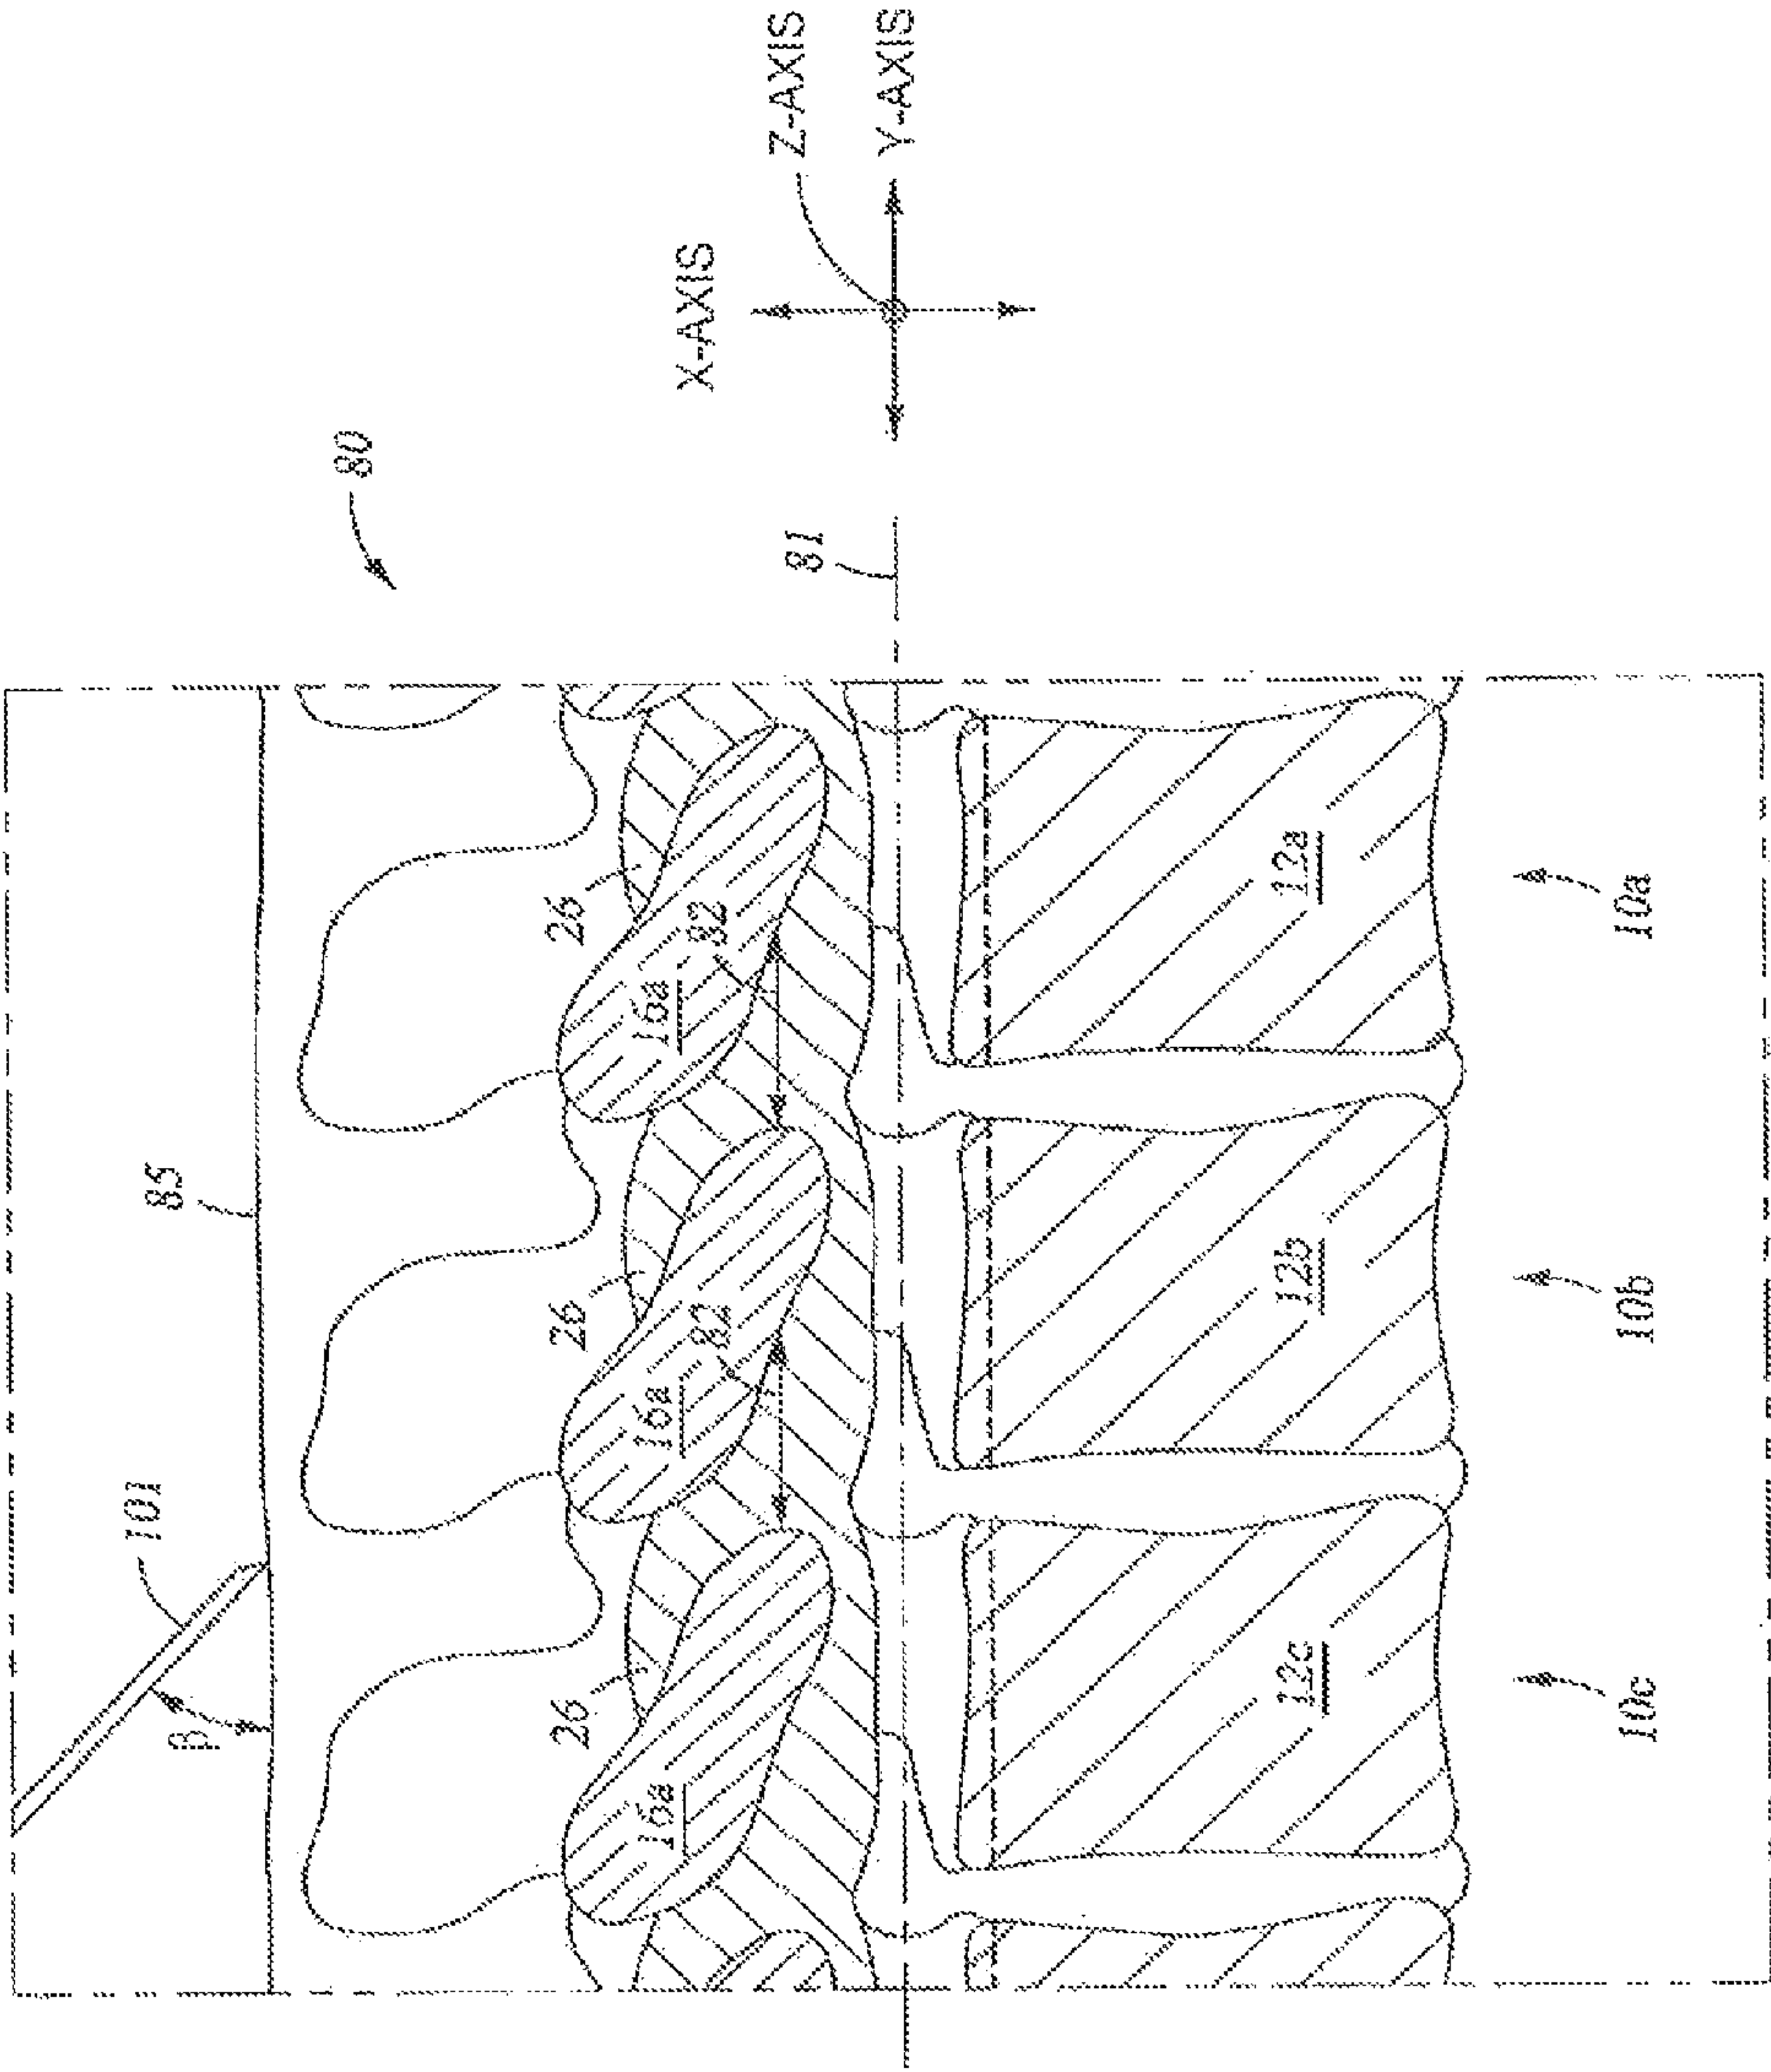 101
85
β
80
26 26 26
16a 16a 16a
X-AXIS
82 82
Z-AXIS
81
Y-AXIS
12c 12b 12a
10c 10b 10a